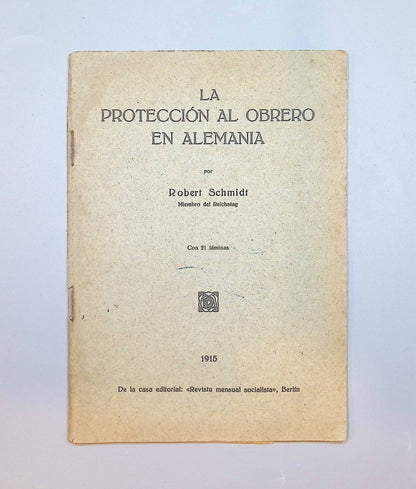 LA
PROTECCIÓN AL OBRERO
EN ALEMANIA
por
Robert Schmidt
Miembro del Reichstag
Con 21 láminas
1915
De la casa editorial: «Revista mensual socialista», Berlín